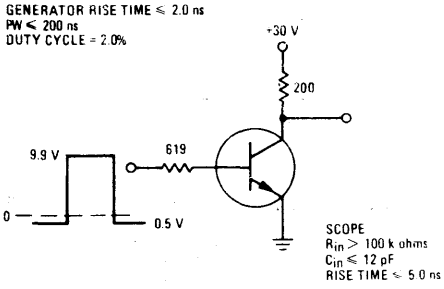 GENERATOR RISE TIME ≤ 2.0 ns
PW ≤ 200 ns
DUTY CYCLE = 2.0%
+30 V
200
619
9.9 V
0
0.5 V
SCOPE
Rin > 100 k ohms
Cin ≤ 12 pF
RISE TIME ≤ 5.0 ns